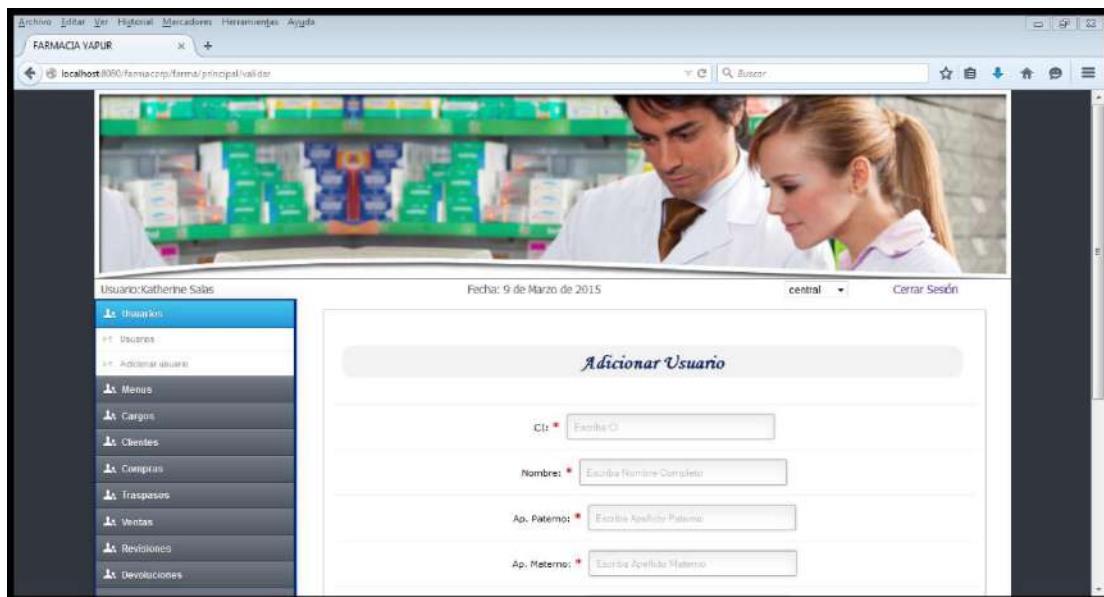 Archivo Editar Ver Historial Marcadores Herramientas Ayuda
FARMACIA YAPUR
localhost:8080/farmacorp/farma/principal/validar
Buscar
Usuario:Katherine Salas Fecha: 9 de Marzo de 2015 central Cerrar Sesión
Usuarios
Usuarios
Adicionar usuario
Menus
Cargos
Clientes
Compras
Traspasos
Ventas
Revisiones
Devoluciones
Adicionar Usuario
CI: * Escriba CI
Nombre: * Escriba Nombre Completo
Ap. Paterno: * Escriba Apellido Paterno
Ap. Materno: * Escriba Apellido Materno